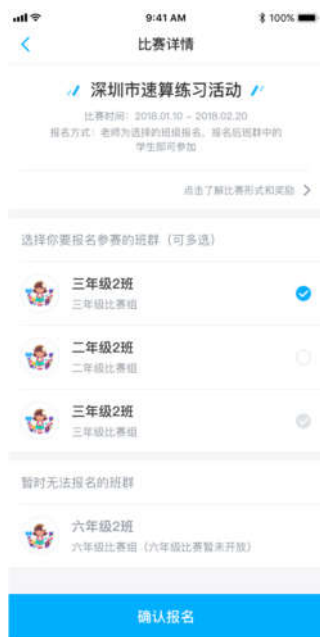 9:41 AM
100%
比赛详情
深圳市速算练习活动
比赛时间：2018.01.10 - 2018.02.20
报名方式：老师为选择的班级报名，报名后班群中的
学生即可参加
点击了解比赛形式和奖励
选择你要报名参赛的班群（可多选）
三年级2班
三年级比赛组
二年级2班
二年级比赛组
三年级2班
三年级比赛组
暂时无法报名的班群
六年级2班
六年级比赛组（六年级比赛暂未开放）
确认报名